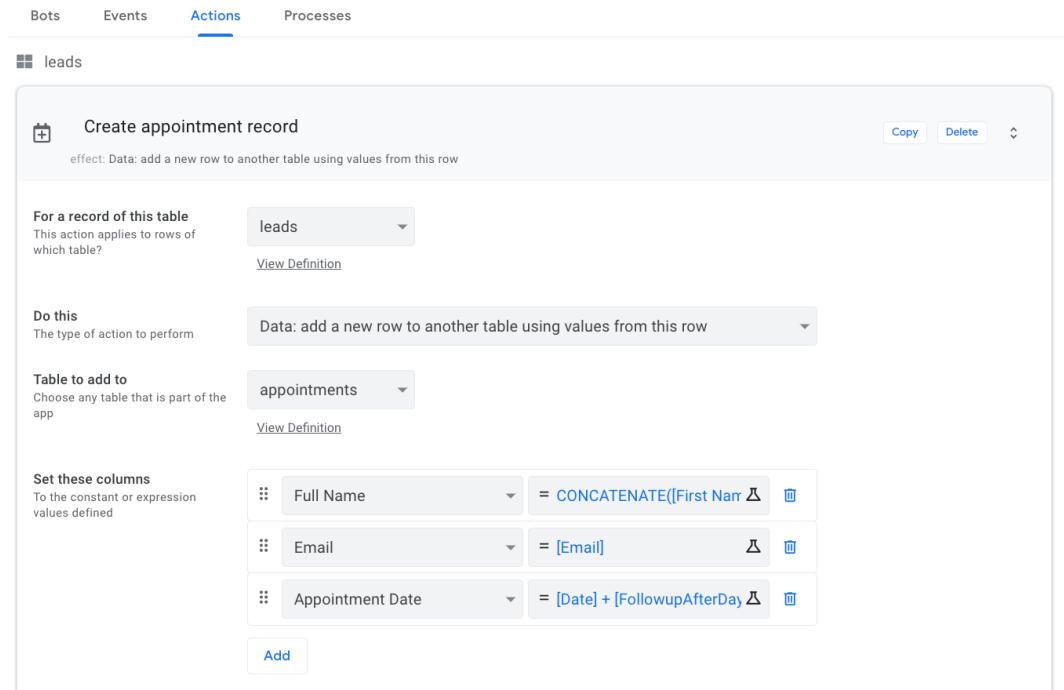 Bots Events Actions Processes
leads
Create appointment record
Copy Delete
effect: Data: add a new row to another table using values from this row
For a record of this table
This action applies to rows of
which table?
leads
View Definition
Do this
The type of action to perform
Data: add a new row to another table using values from this row
Table to add to
Choose any table that is part of the
app
appointments
View Definition
Set these columns
To the constant or expression
values defined
Full Name = CONCATENATE([First Nam
Email = [Email]
Appointment Date = [Date] + [FollowupAfterDay
Add